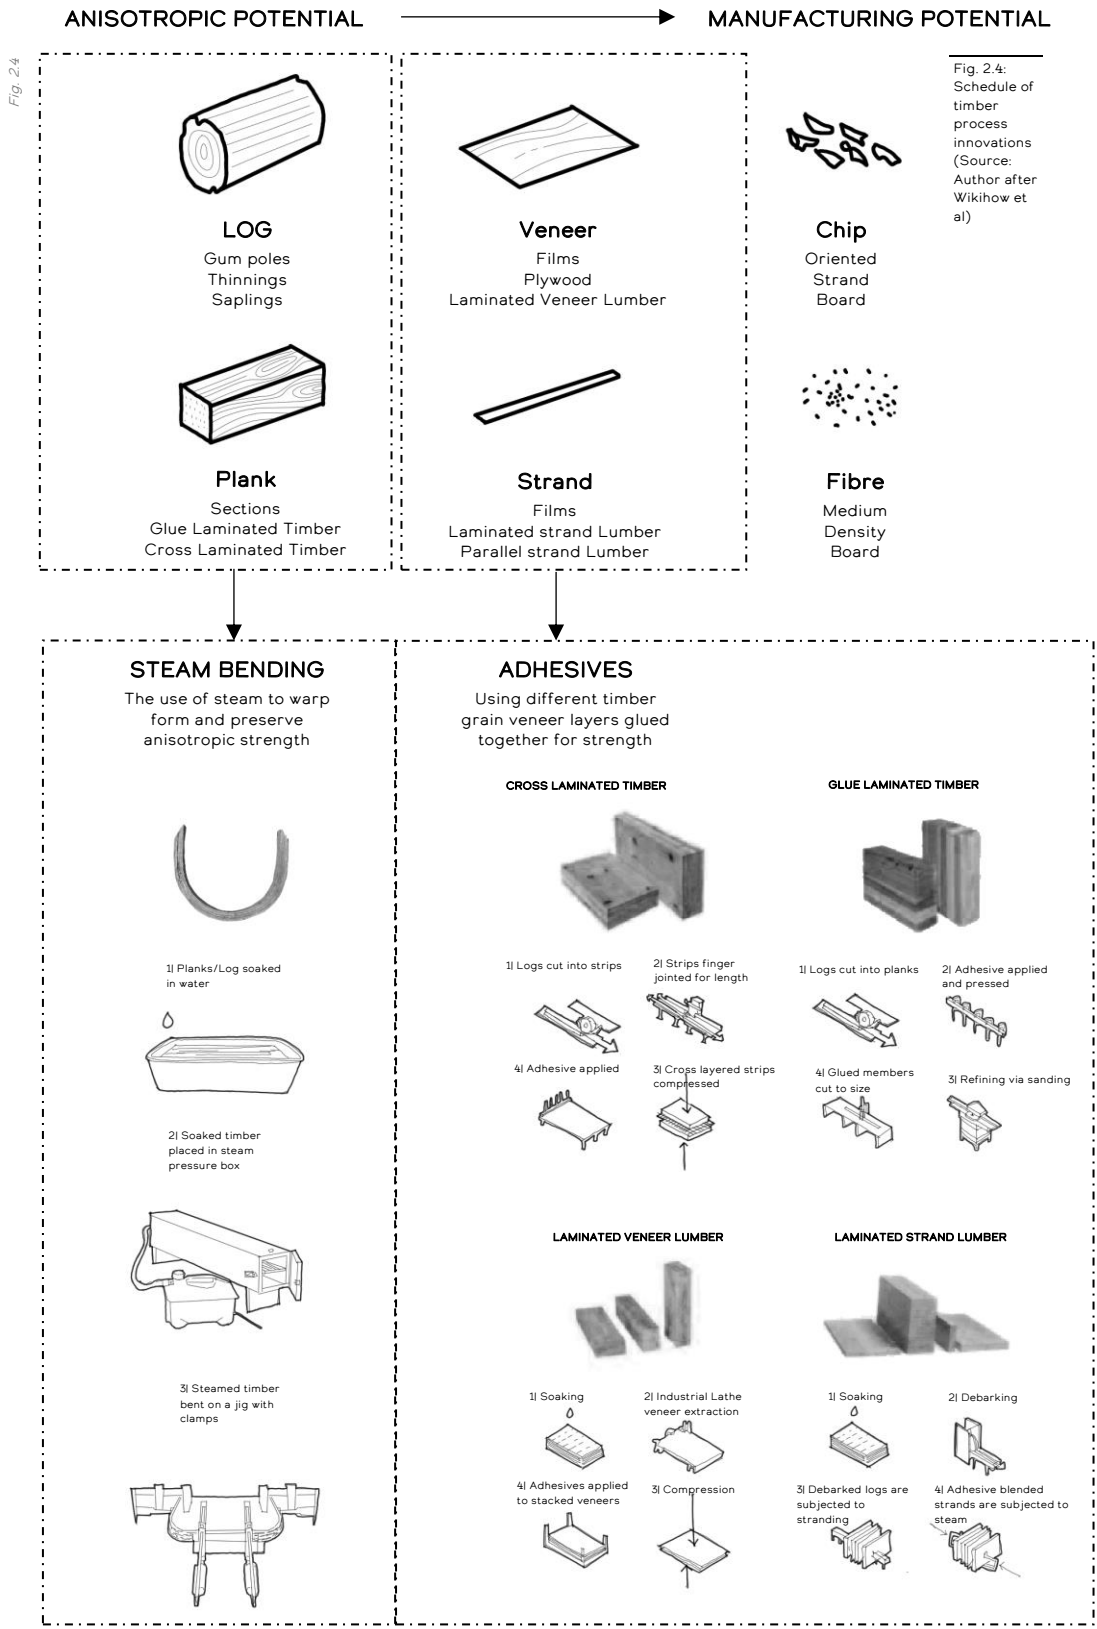 ANISOTROPIC POTENTIAL
MANUFACTURING POTENTIAL
Fig. 2.4
Fig. 2.4:
Schedule of
timber
process
innovations
(Source:
Author after
Wikihow et
al)
LOG
Gum poles
Thinnings
Saplings
Veneer
Films
Plywood
Laminated Veneer Lumber
Chip
Oriented
Strand
Board
Plank
Sections
Glue Laminated Timber
Cross Laminated Timber
Strand
Films
Laminated strand Lumber
Parallel strand Lumber
Fibre
Medium
Density
Board
STEAM BENDING
The use of steam to warp
form and preserve
anisotropic strength
1| Planks/Log soaked
in water
2| Soaked timber
placed in steam
pressure box
3| Steamed timber
bent on a jig with
clamps
ADHESIVES
Using different timber
grain veneer layers glued
together for strength
CROSS LAMINATED TIMBER
1| Logs cut into strips
2| Strips finger
jointed for length
4| Adhesive applied
3| Cross layered strips
compressed
GLUE LAMINATED TIMBER
1| Logs cut into planks
2| Adhesive applied
and pressed
4| Glued members
cut to size
3| Refining via sanding
LAMINATED VENEER LUMBER
1| Soaking
2| Industrial Lathe
veneer extraction
4| Adhesives applied
to stacked veneers
3| Compression
LAMINATED STRAND LUMBER
1| Soaking
2| Debarking
3| Debarked logs are
subjected to
stranding
4| Adhesive blended
strands are subjected to
steam